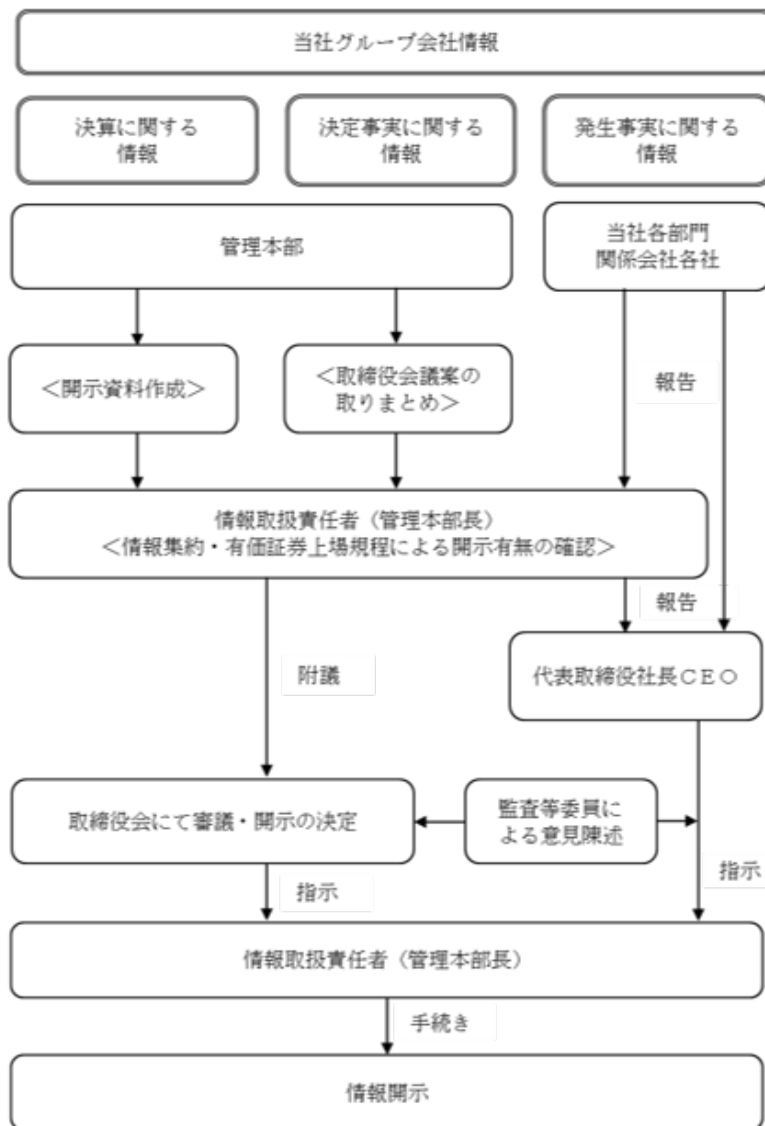 当社グループ会社情報
決算に関する
情報
決定事実に関する
情報
発生事実に関する
情報
管理本部
当社各部門
関係会社各社
＜開示資料作成＞
＜取締役会議案の
取りまとめ＞
報告
情報取扱責任者（管理本部長）
＜情報集約・有価証券上場規程による開示有無の確認＞
報告
附議
代表取締役社長ＣＥＯ
取締役会にて審議・開示の決定
監査等委員に
よる意見陳述
指示
指示
情報取扱責任者（管理本部長）
手続き
情報開示